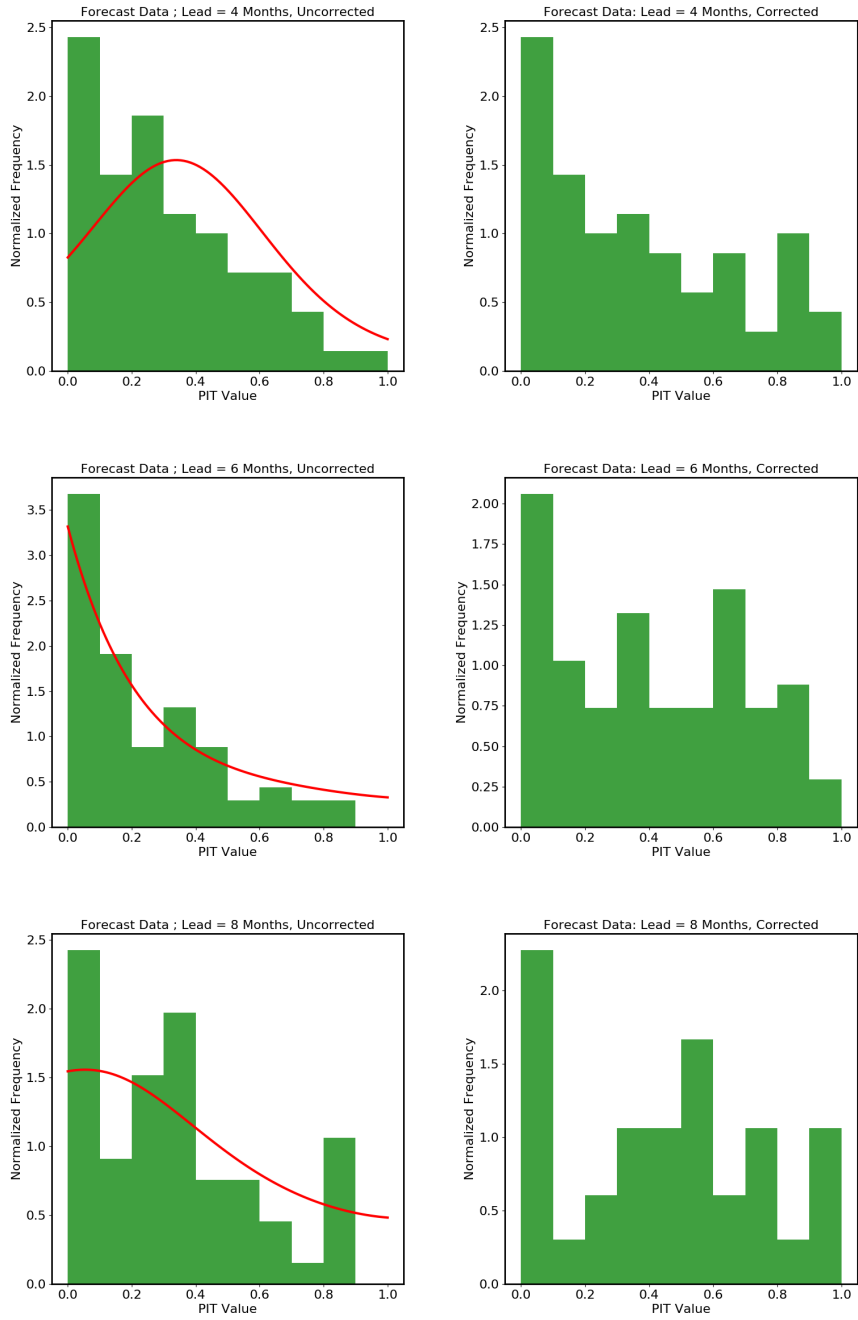 Forecast Data ; Lead = 4 Months, Uncorrected
2.5
2.0
1.5
1.0
0.5
0.0
Normalized Frequency
0.0 0.2 0.4 0.6 0.8 1.0
PIT Value
Forecast Data: Lead = 4 Months, Corrected
2.5
2.0
1.5
1.0
0.5
0.0
Normalized Frequency
0.0 0.2 0.4 0.6 0.8 1.0
PIT Value
Forecast Data ; Lead = 6 Months, Uncorrected
3.5
3.0
2.5
2.0
1.5
1.0
0.5
0.0
Normalized Frequency
0.0 0.2 0.4 0.6 0.8 1.0
PIT Value
Forecast Data: Lead = 6 Months, Corrected
2.00
1.75
1.50
1.25
1.00
0.75
0.50
0.25
0.00
Normalized Frequency
0.0 0.2 0.4 0.6 0.8 1.0
PIT Value
Forecast Data ; Lead = 8 Months, Uncorrected
2.5
2.0
1.5
1.0
0.5
0.0
Normalized Frequency
0.0 0.2 0.4 0.6 0.8 1.0
PIT Value
Forecast Data: Lead = 8 Months, Corrected
2.0
1.5
1.0
0.5
0.0
Normalized Frequency
0.0 0.2 0.4 0.6 0.8 1.0
PIT Value